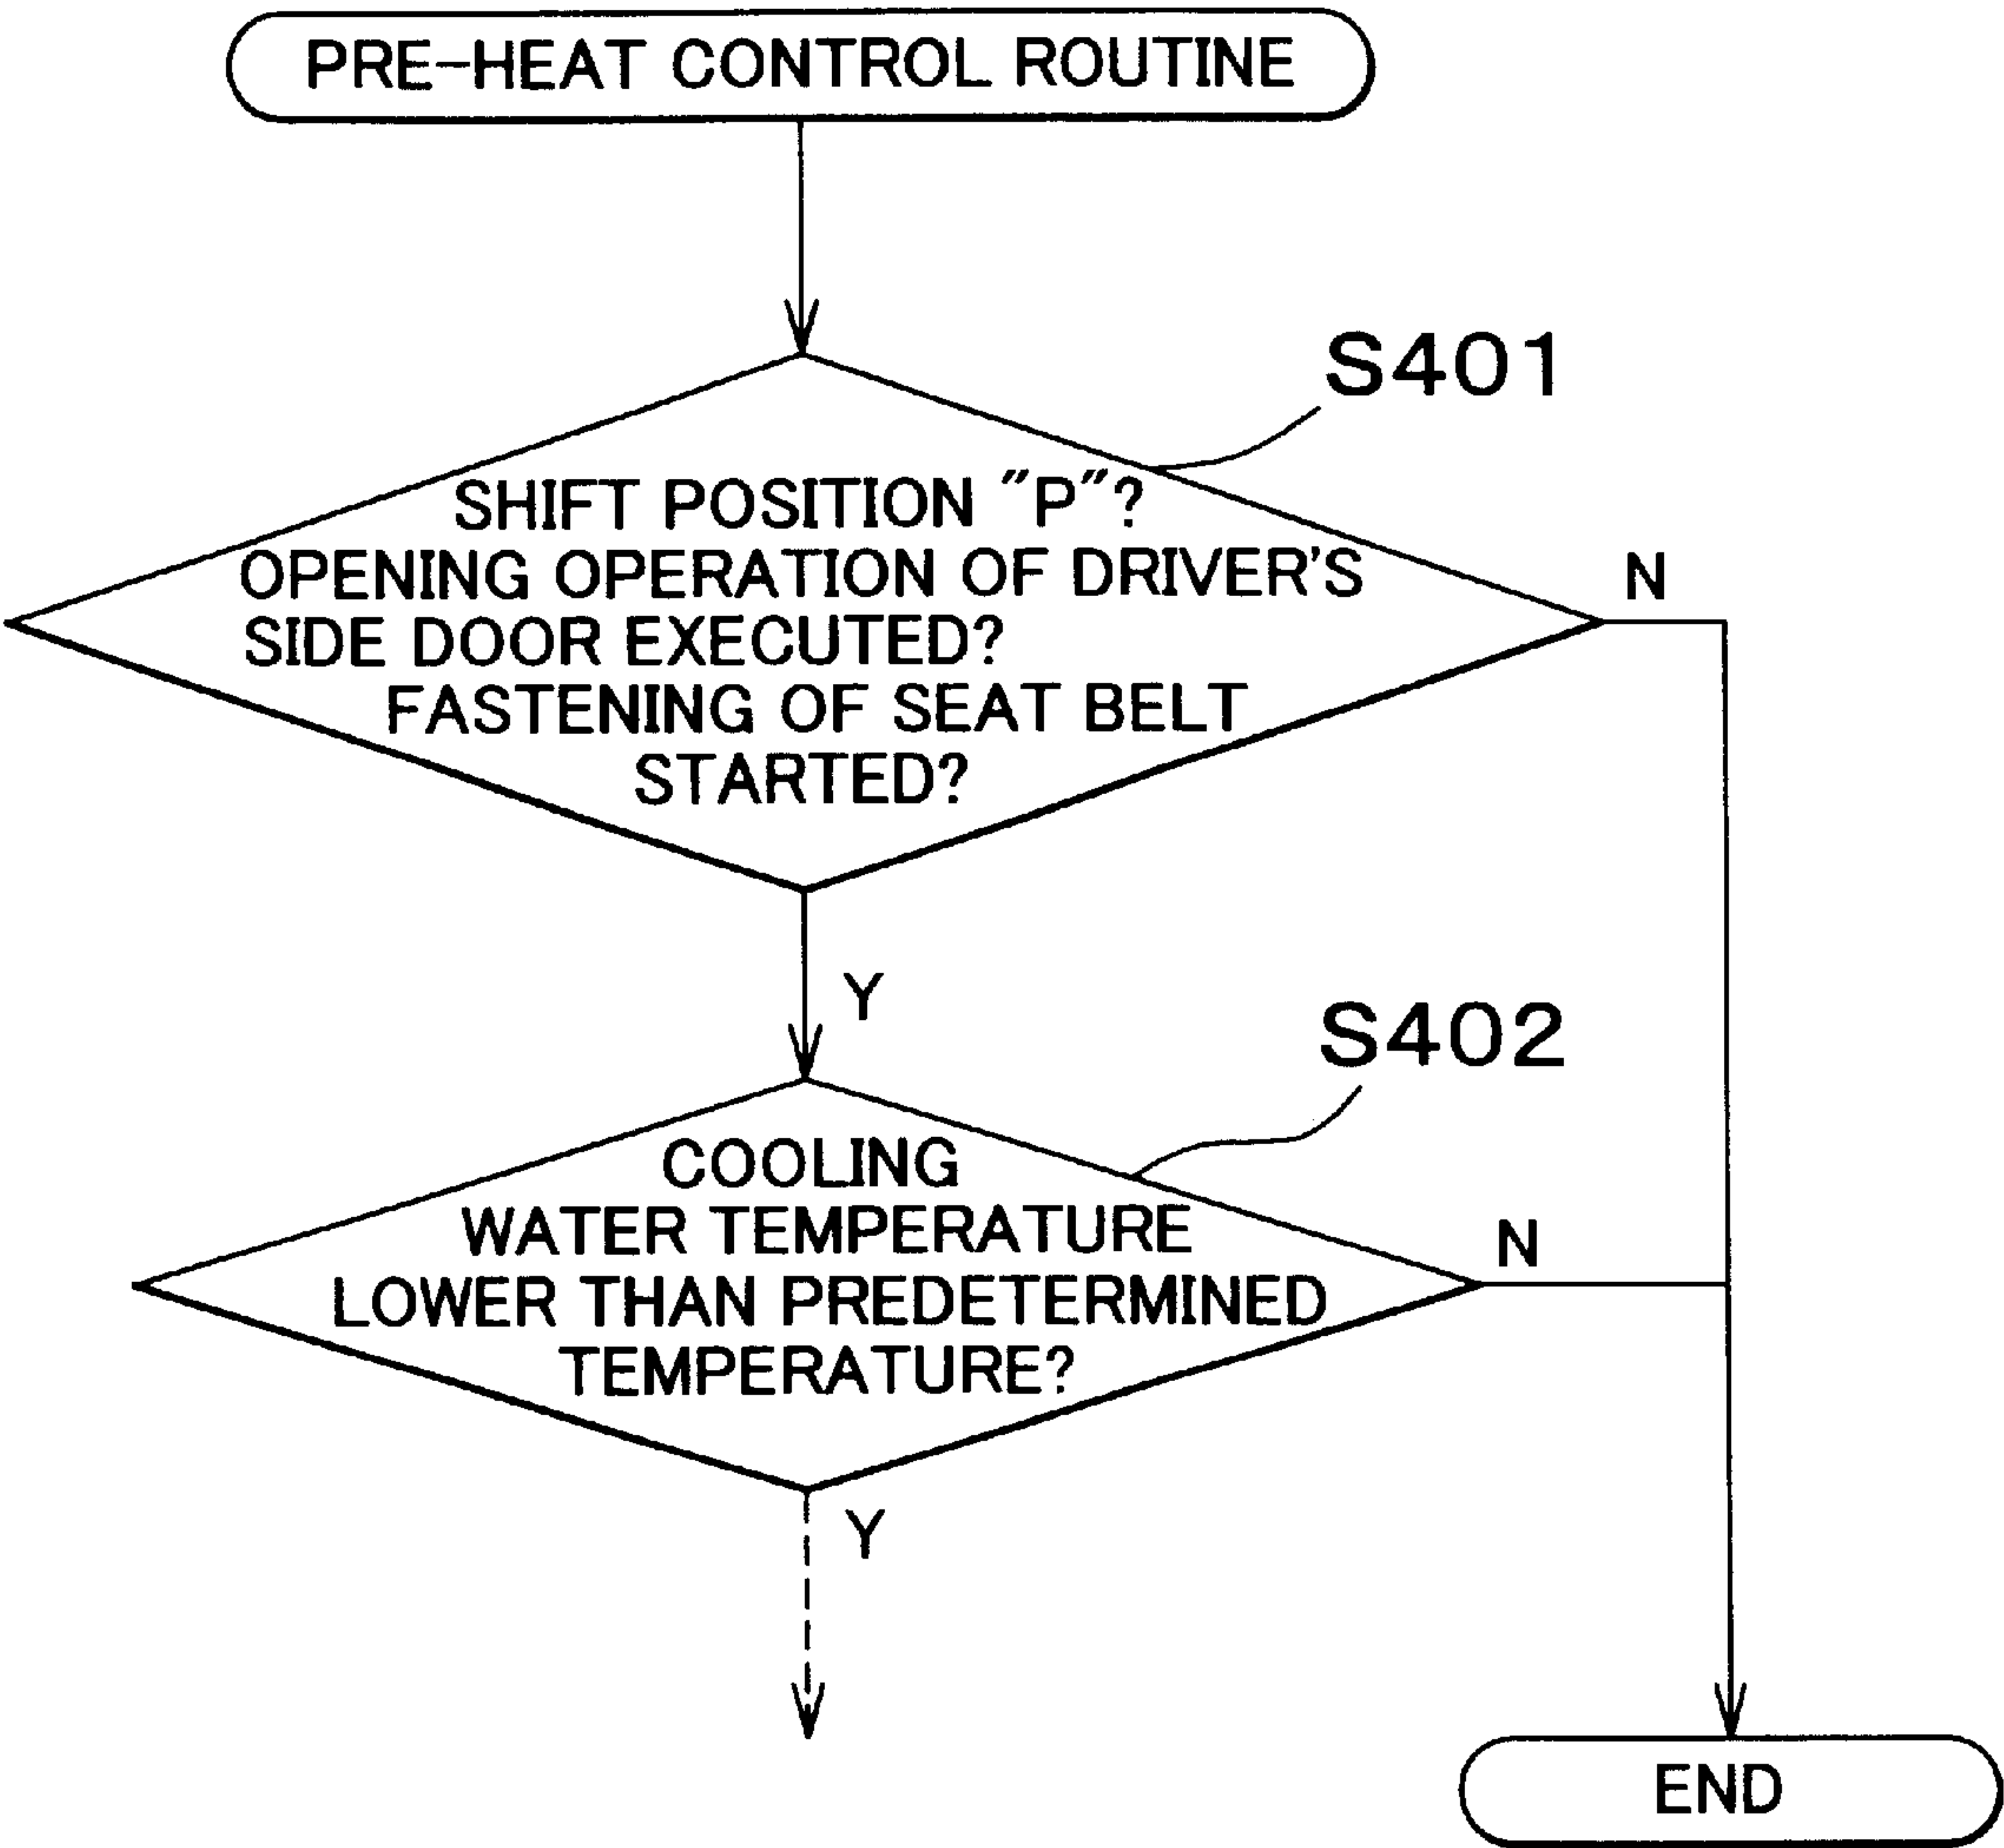 PRE-HEAT CONTROL ROUTINE
S401
SHIFT POSITION "P"?
OPENING OPERATION OF DRIVER'S
SIDE DOOR EXECUTED?
FASTENING OF SEAT BELT
STARTED?
N
Y
S402
COOLING
WATER TEMPERATURE
LOWER THAN PREDETERMINED
TEMPERATURE?
N
Y
END